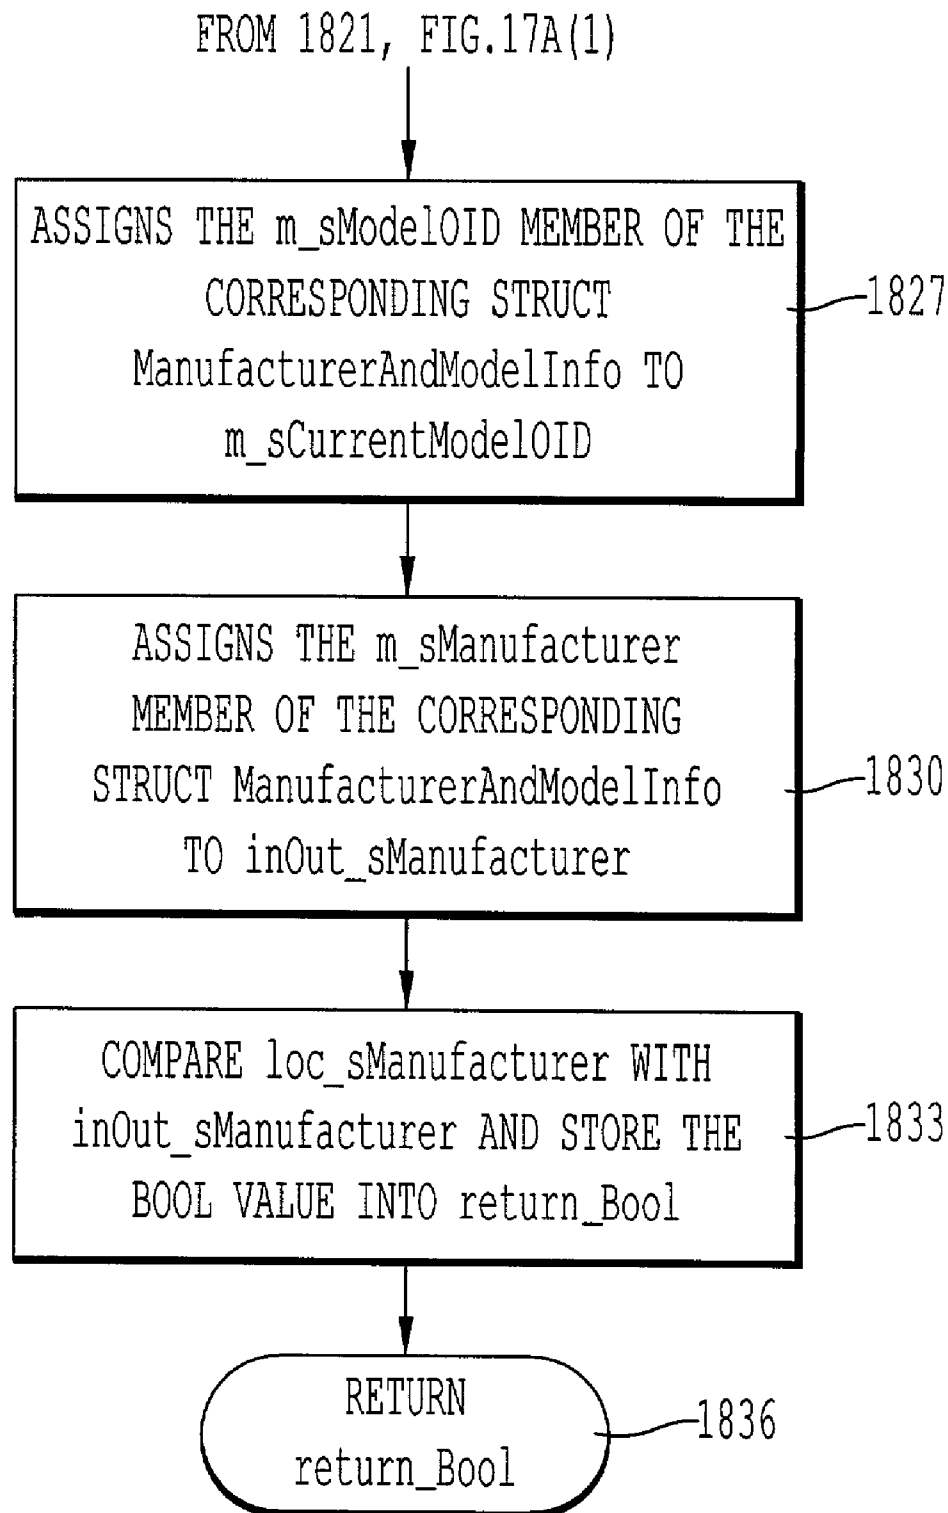 FROM 1821, FIG.17A(1)
ASSIGNS THE m_sModelOID MEMBER OF THE
CORRESPONDING STRUCT
ManufacturerAndModelInfo TO
m_sCurrentModelOID
1827
ASSIGNS THE m_sManufacturer
MEMBER OF THE CORRESPONDING
STRUCT ManufacturerAndModelInfo
TO inOut_sManufacturer
1830
COMPARE loc_sManufacturer WITH
inOut_sManufacturer AND STORE THE
BOOL VALUE INTO return_Bool
1833
RETURN
return_Bool
1836